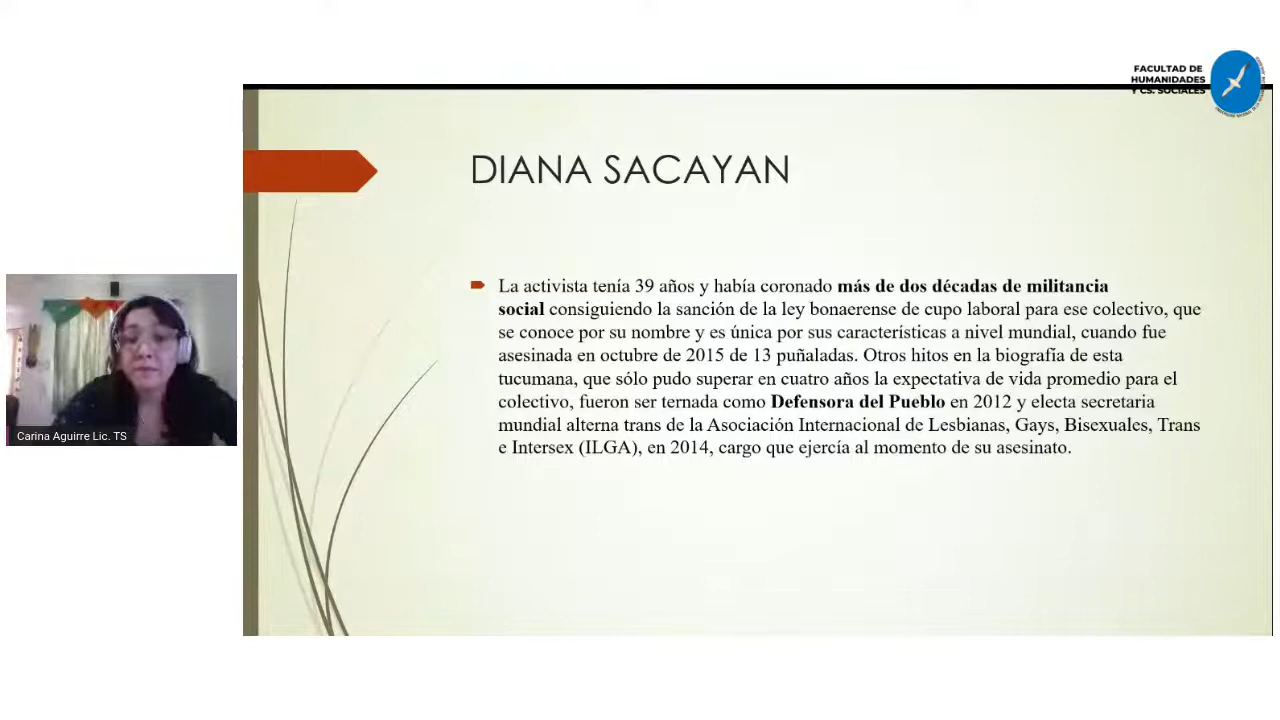 FACULTAD DE
HUMANIDADES
Y CS. SOCIALES
DIANA SACAYAN
La activista tenía 39 años y había coronado más de dos décadas de militancia
social consiguiendo la sanción de la ley bonaerense de cupo laboral para ese colectivo, que
se conoce por su nombre y es única por sus características a nivel mundial, cuando fue
asesinada en octubre de 2015 de 13 puñaladas. Otros hitos en la biografía de esta
tucumana, que sólo pudo superar en cuatro años la expectativa de vida promedio para el
colectivo, fueron ser ternada como Defensora del Pueblo en 2012 y electa secretaria
mundial alterna trans de la Asociación Internacional de Lesbianas, Gays, Bisexuales, Trans
e Intersex (ILGA), en 2014, cargo que ejercía al momento de su asesinato.
Carina Aguirre Lic. TS